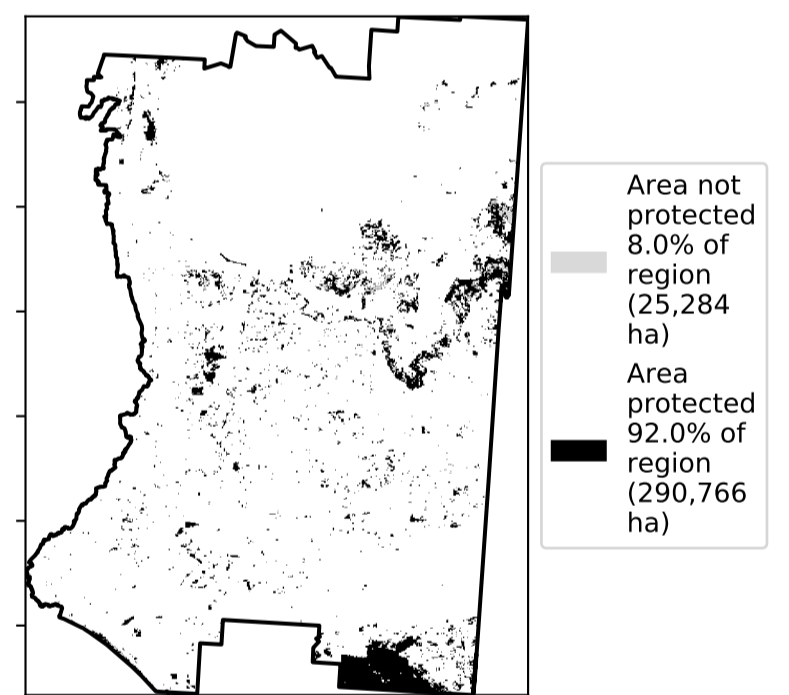 Area not
protected
8.0% of
region
(25,284
ha)
Area
protected
92.0% of
region
(290,766
ha)